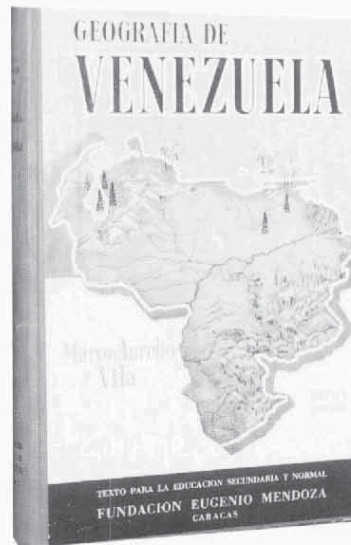 GEOGRAFIA DE
VENEZUELA
Marco-Aurelio
Vila
TEXTO PARA LA EDUCACION SECUNDARIA Y NORMAL
FUNDACION EUGENIO MENDOZA
CARACAS